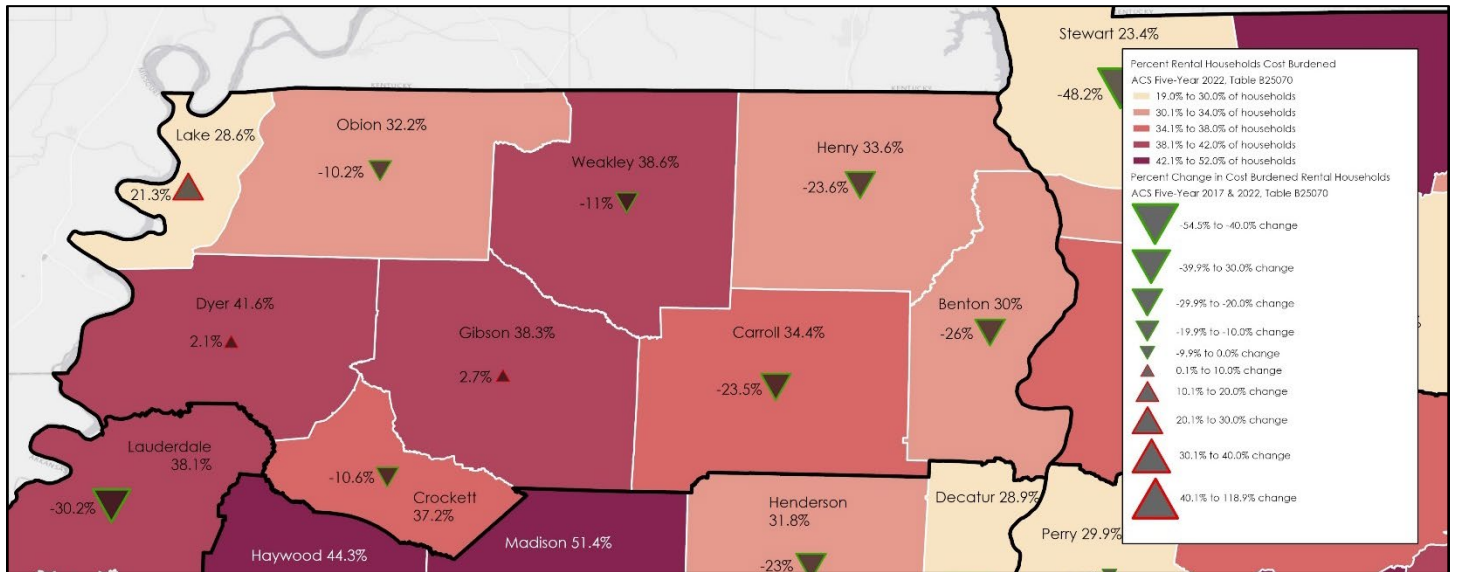 Stewart 23.4%
-48.2%
Lake 28.6%
21.3%
Obion 32.2%
-10.2%
Weakley 38.6%
-11%
Henry 33.6%
-23.6%
KENTUCKY
KENTUCKY
Dyer 41.6%
2.1%
Gibson 38.3%
2.7%
Carroll 34.4%
-23.5%
Benton 30%
-26%
Lauderdale
38.1%
-30.2%
-10.6%
Crockett
37.2%
Haywood 44.3%
Madison 51.4%
Henderson
31.8%
-23%
Decatur 28.9%
Perry 29.9%
Percent Rental Households Cost Burdened
ACS Five-Year 2022, Table B25070
19.0% to 30.0% of households
30.1% to 34.0% of households
34.1% to 38.0% of households
38.1% to 42.0% of households
42.1% to 52.0% of households
Percent Change in Cost Burdened Rental Households
ACS Five-Year 2017 & 2022, Table B25070
-54.5% to -40.0% change
-39.9% to 30.0% change
-29.9% to -20.0% change
-19.9% to -10.0% change
-9.9% to 0.0% change
0.1% to 10.0% change
10.1% to 20.0% change
20.1% to 30.0% change
30.1% to 40.0% change
40.1% to 118.9% change